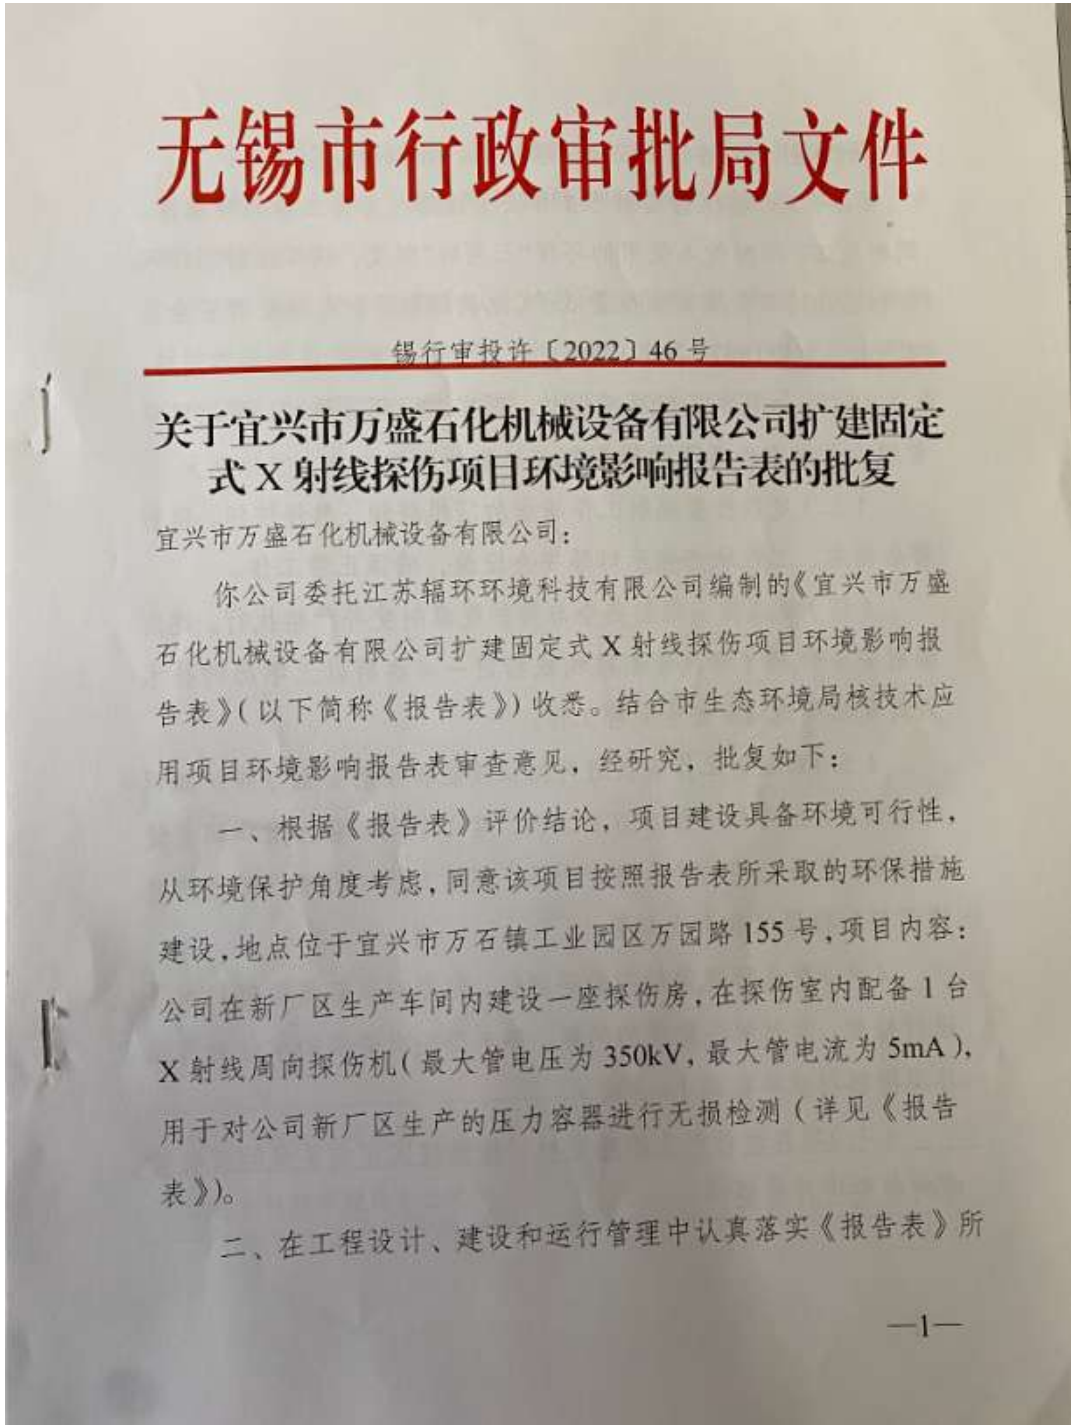 无锡市行政审批局文件
锡行审投许〔2022〕46 号
关于宜兴市万盛石化机械设备有限公司扩建固定
式 X 射线探伤项目环境影响报告表的批复
宜兴市万盛石化机械设备有限公司：
你公司委托江苏辐环环境科技有限公司编制的《宜兴市万盛
石化机械设备有限公司扩建固定式 X 射线探伤项目环境影响报
告表》（以下简称《报告表》）收悉。结合市生态环境局核技术应
用项目环境影响报告表审查意见，经研究，批复如下：
一、根据《报告表》评价结论，项目建设具备环境可行性，
从环境保护角度考虑，同意该项目按照报告表所采取的环保措施
建设，地点位于宜兴市万石镇工业园区万园路 155 号，项目内容：
公司在新厂区生产车间内建设一座探伤房，在探伤室内配备 1 台
X 射线周向探伤机（最大管电压为 350kV，最大管电流为 5mA），
用于对公司新厂区生产的压力容器进行无损检测（详见《报告
表》）。
二、在工程设计、建设和运行管理中认真落实《报告表》所
—1—